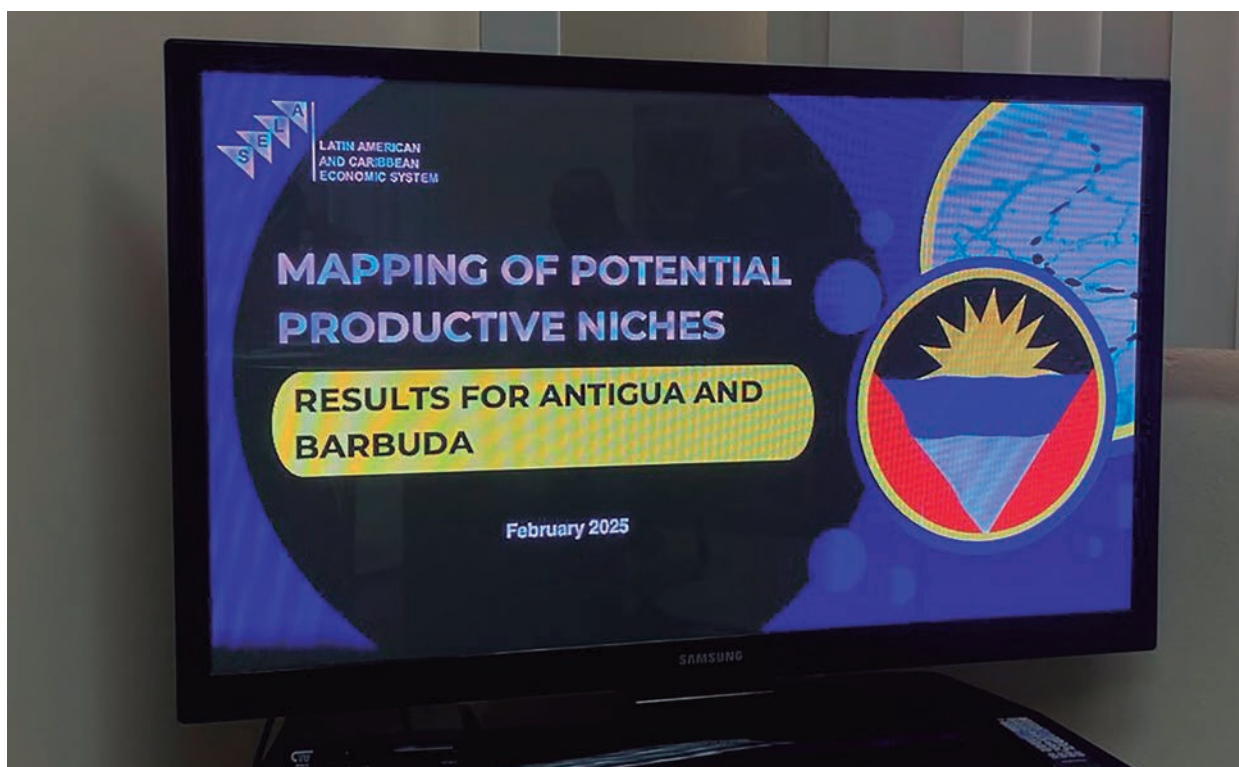 SELA
LATIN AMERICAN
AND CARIBBEAN
ECONOMIC SYSTEM
MAPPING OF POTENTIAL
PRODUCTIVE NICHES
RESULTS FOR ANTIGUA AND
BARBUDA
February 2025
SAMSUNG